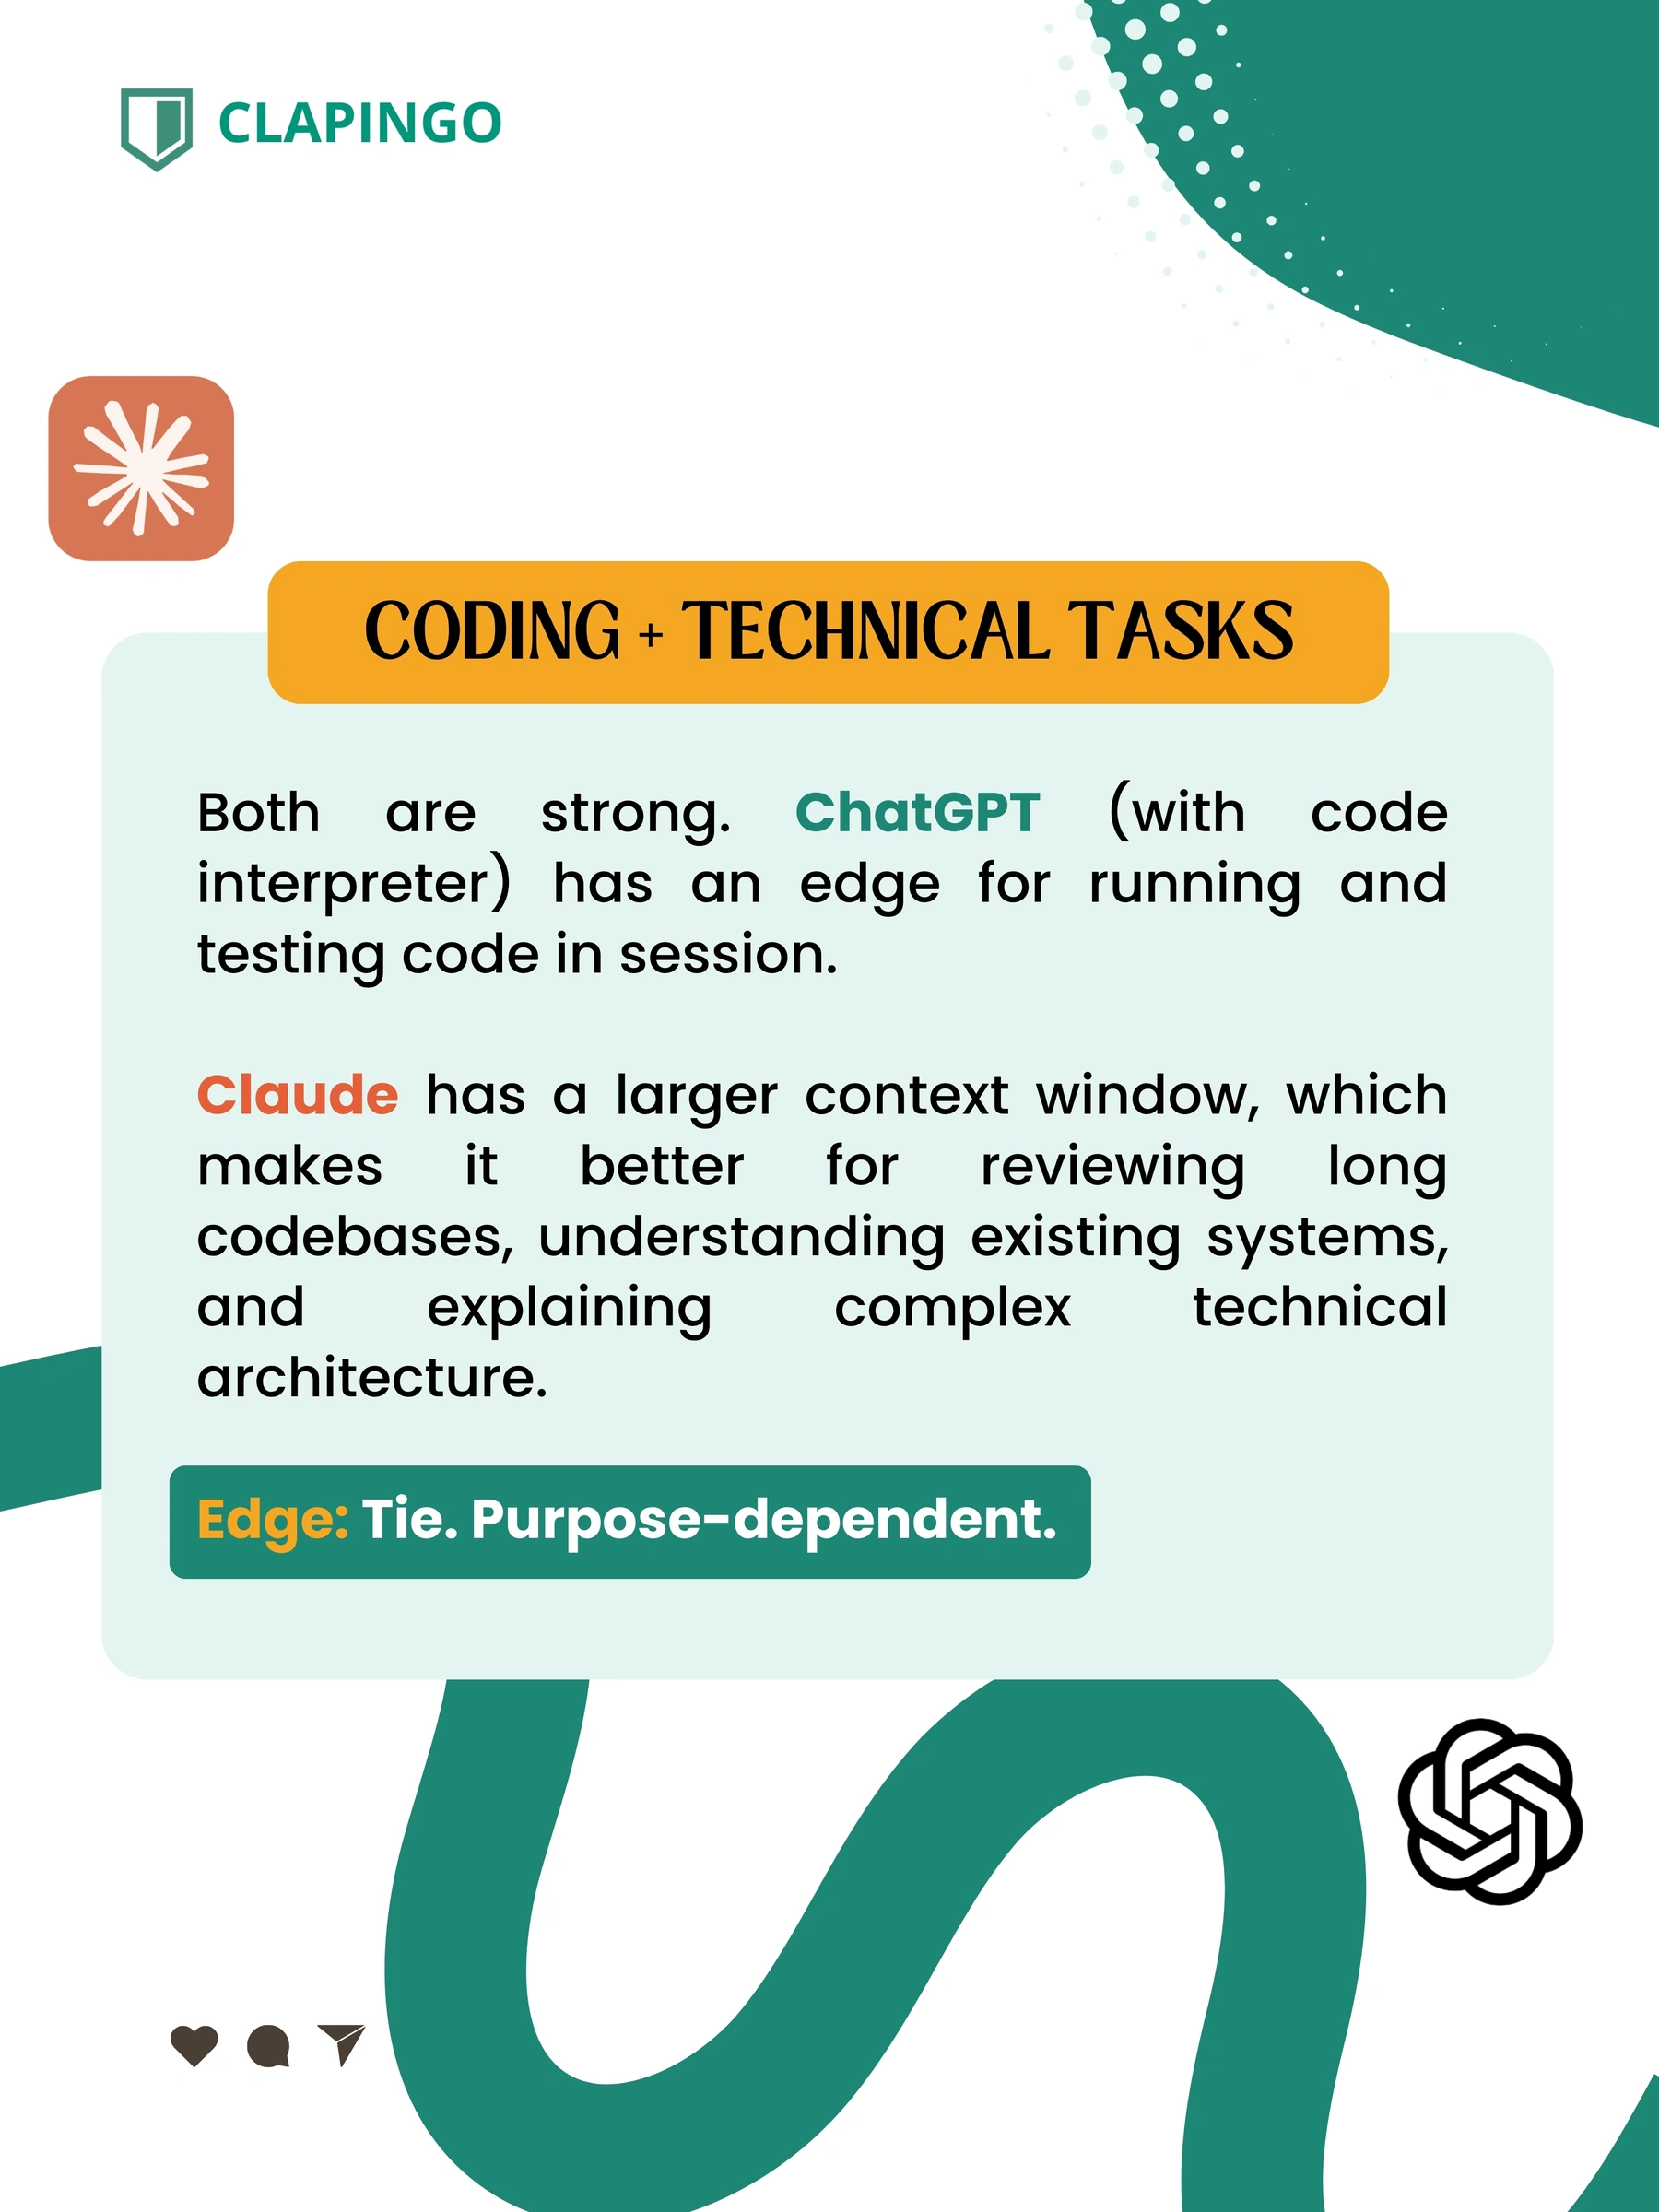 CLAPINGO
CODING + TECHNICAL TASKS
Both are strong. ChatGPT (with code
interpreter) has an edge for running and
testing code in session.
Claude has a larger context window, which
makes it better for reviewing long
codebases, understanding existing systems,
and explaining complex technical
architecture.
Edge: Tie. Purpose-dependent.